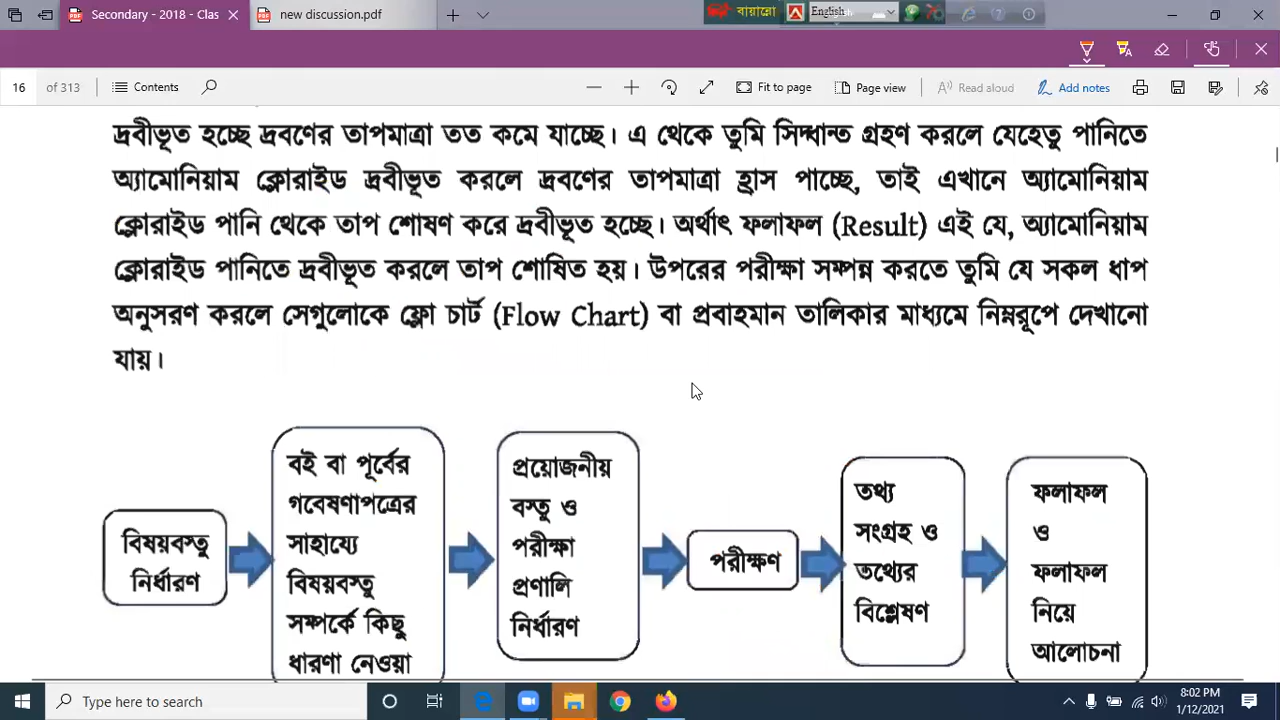 Secondary - 2018 - Clas
new discussion.pdf
বায়ান্নো
English
16 of 313
Contents
Fit to page
Page view
Read aloud
Add notes
দ্রবীভূত হচ্ছে দ্রবণের তাপমাত্রা তত কমে যাচ্ছে। এ থেকে তুমি সিদ্ধান্ত গ্রহণ করলে যেহেতু পানিতে
অ্যামোনিয়াম ক্লোরাইড দ্রবীভূত করলে দ্রবণের তাপমাত্রা হ্রাস পাচ্ছে, তাই এখানে অ্যামোনিয়াম
ক্লোরাইড পানি থেকে তাপ শোষণ করে দ্রবীভূত হচ্ছে। অর্থাৎ ফলাফল (Result) এই যে, অ্যামোনিয়াম
ক্লোরাইড পানিতে দ্রবীভূত করলে তাপ শোষিত হয়। উপরের পরীক্ষা সম্পন্ন করতে তুমি যে সকল ধাপ
অনুসরণ করলে সেগুলোকে ফ্লো চার্ট (Flow Chart) বা প্রবাহমান তালিকার মাধ্যমে নিম্নরূপে দেখানো
যায়।
বিষয়বস্তু
নির্ধারণ
বই বা পূর্বের
গবেষণাপত্রের
সাহায্যে
বিষয়বস্তু
সম্পর্কে কিছু
ধারণা নেওয়া
প্রয়োজনীয়
বস্তু ও
পরীক্ষা
প্রণালি
নির্ধারণ
পরীক্ষণ
তথ্য
সংগ্রহ ও
তথ্যের
বিশ্লেষণ
ফলাফল
ও
ফলাফল
নিয়ে
আলোচনা
Type here to search
8:02 PM
1/12/2021